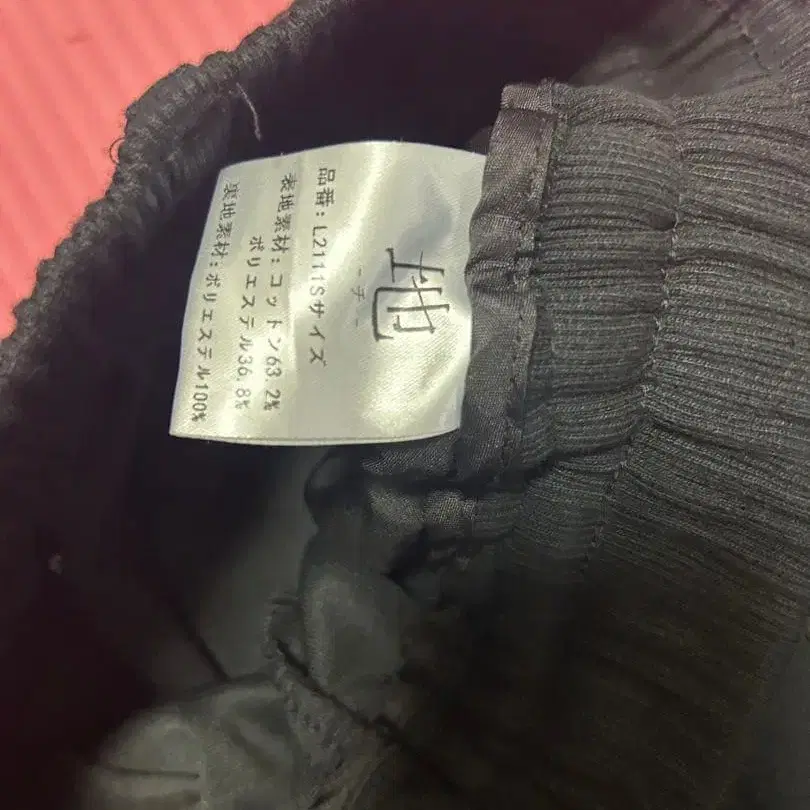 地
-チ-
品番:L2111Sサイズ
表地素材:コットン63.2%
ポリエステル36.8%
裏地素材:ポリエステル100%